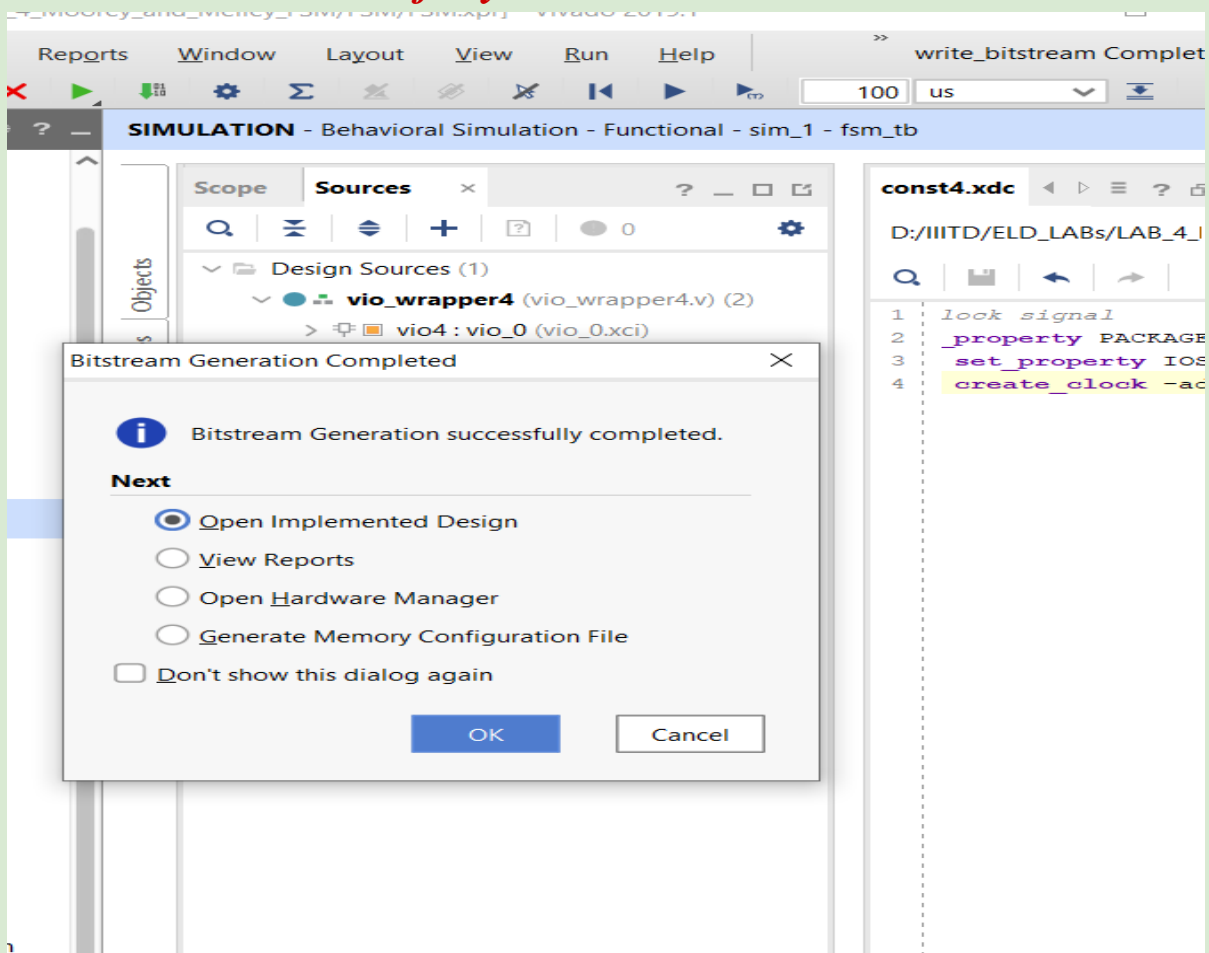 Reports Window Layout View Run Help » write_bitstream Complet
100 us
SIMULATION - Behavioral Simulation - Functional - sim_1 - fsm_tb
Scope Sources
0
Design Sources (1)
vio_wrapper4 (vio_wrapper4.v) (2)
vio4 : vio_0 (vio_0.xci)
Objects
const4.xdc
D:/IIITD/ELD_LABs/LAB_4_
1 lock signal
2 _property PACKAGE
3 set_property IOS
4 create_clock -ad
Bitstream Generation Completed
Bitstream Generation successfully completed.
Next
Open Implemented Design
View Reports
Open Hardware Manager
Generate Memory Configuration File
Don't show this dialog again
OK Cancel